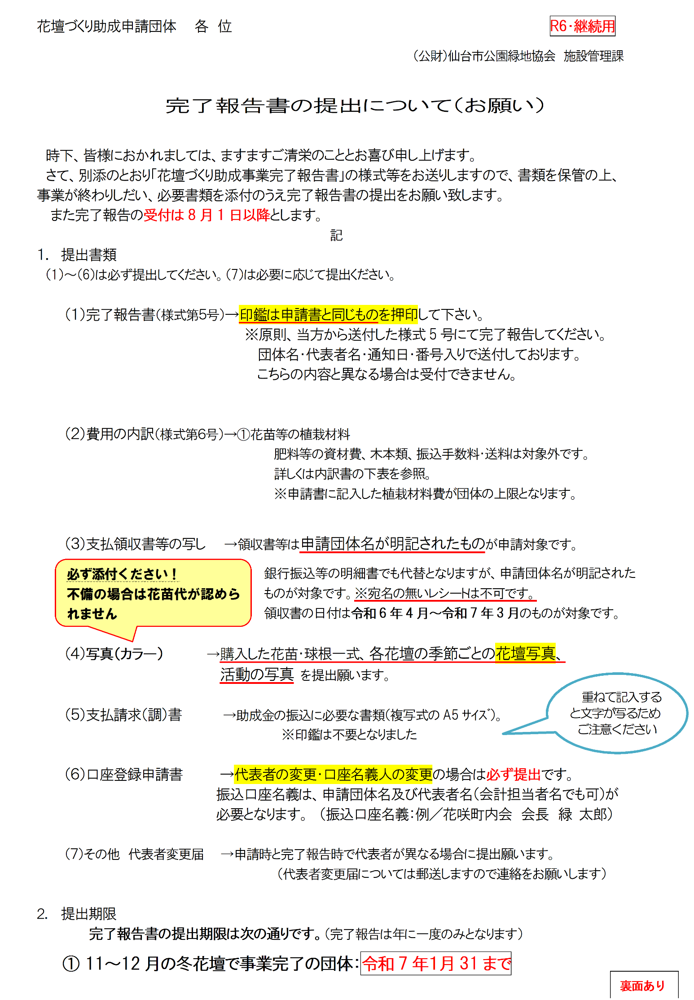 花壇づくり助成申請団体　各　位
R6・継続用
（公財）仙台市公園緑地協会　施設管理課
完了報告書の提出について（お願い）
時下、皆様におかれましては、ますますご清栄のこととお喜び申し上げます。
さて、別添のとおり「花壇づくり助成事業完了報告書」の様式等をお送りしますので、書類を保管の上、
事業が終わりしだい、必要書類を添付のうえ完了報告書の提出をお願い致します。
また完了報告の受付は 8 月 1 日以降とします。
記
1.　提出書類
（1）～（6）は必ず提出してください。（7）は必要に応じて提出ください。
（1）完了報告書（様式第5号）→印鑑は申請書と同じものを押印して下さい。
※原則、当方から送付した様式 5 号にて完了報告してください。
団体名・代表者名・通知日・番号入りで送付しております。
こちらの内容と異なる場合は受付できません。
（2）費用の内訳（様式第6号）→①花苗等の植栽材料
肥料等の資材費、木本類、振込手数料・送料は対象外です。
詳しくは内訳書の下表を参照。
※申請書に記入した植栽材料費が団体の上限となります。
（3）支払領収書等の写し　→領収書等は申請団体名が明記されたものが申請対象です。
銀行振込等の明細書でも代替となりますが、申請団体名が明記された
ものが対象です。※宛名の無いレシートは不可です。
領収書の日付は令和 6 年 4 月～令和 7 年 3 月のものが対象です。
必ず添付ください！
不備の場合は花苗代が認めら
れません
（4）写真（カラー）　→購入した花苗・球根一式、各花壇の季節ごとの花壇写真、
活動の写真 を提出願います。
（5）支払請求（調）書　→助成金の振込に必要な書類（複写式の A5 ｻｲｽﾞ）。
※印鑑は不要となりました
重ねて記入する
と文字が写るため
ご注意ください
（6）口座登録申請書　→代表者の変更・口座名義人の変更の場合は必ず提出です。
振込口座名義は、申請団体名及び代表者名（会計担当者名でも可）が
必要となります。（振込口座名義：例／花咲町内会　会長　緑　太郎）
（7）その他　代表者変更届　→申請時と完了報告時で代表者が異なる場合に提出願います。
（代表者変更届については郵送しますので連絡をお願いします）
2.　提出期限
完了報告書の提出期限は次の通りです。（完了報告は年に一度のみとなります）
① 11～12 月の冬花壇で事業完了の団体：令和 7 年1月 31 まで
裏面あり